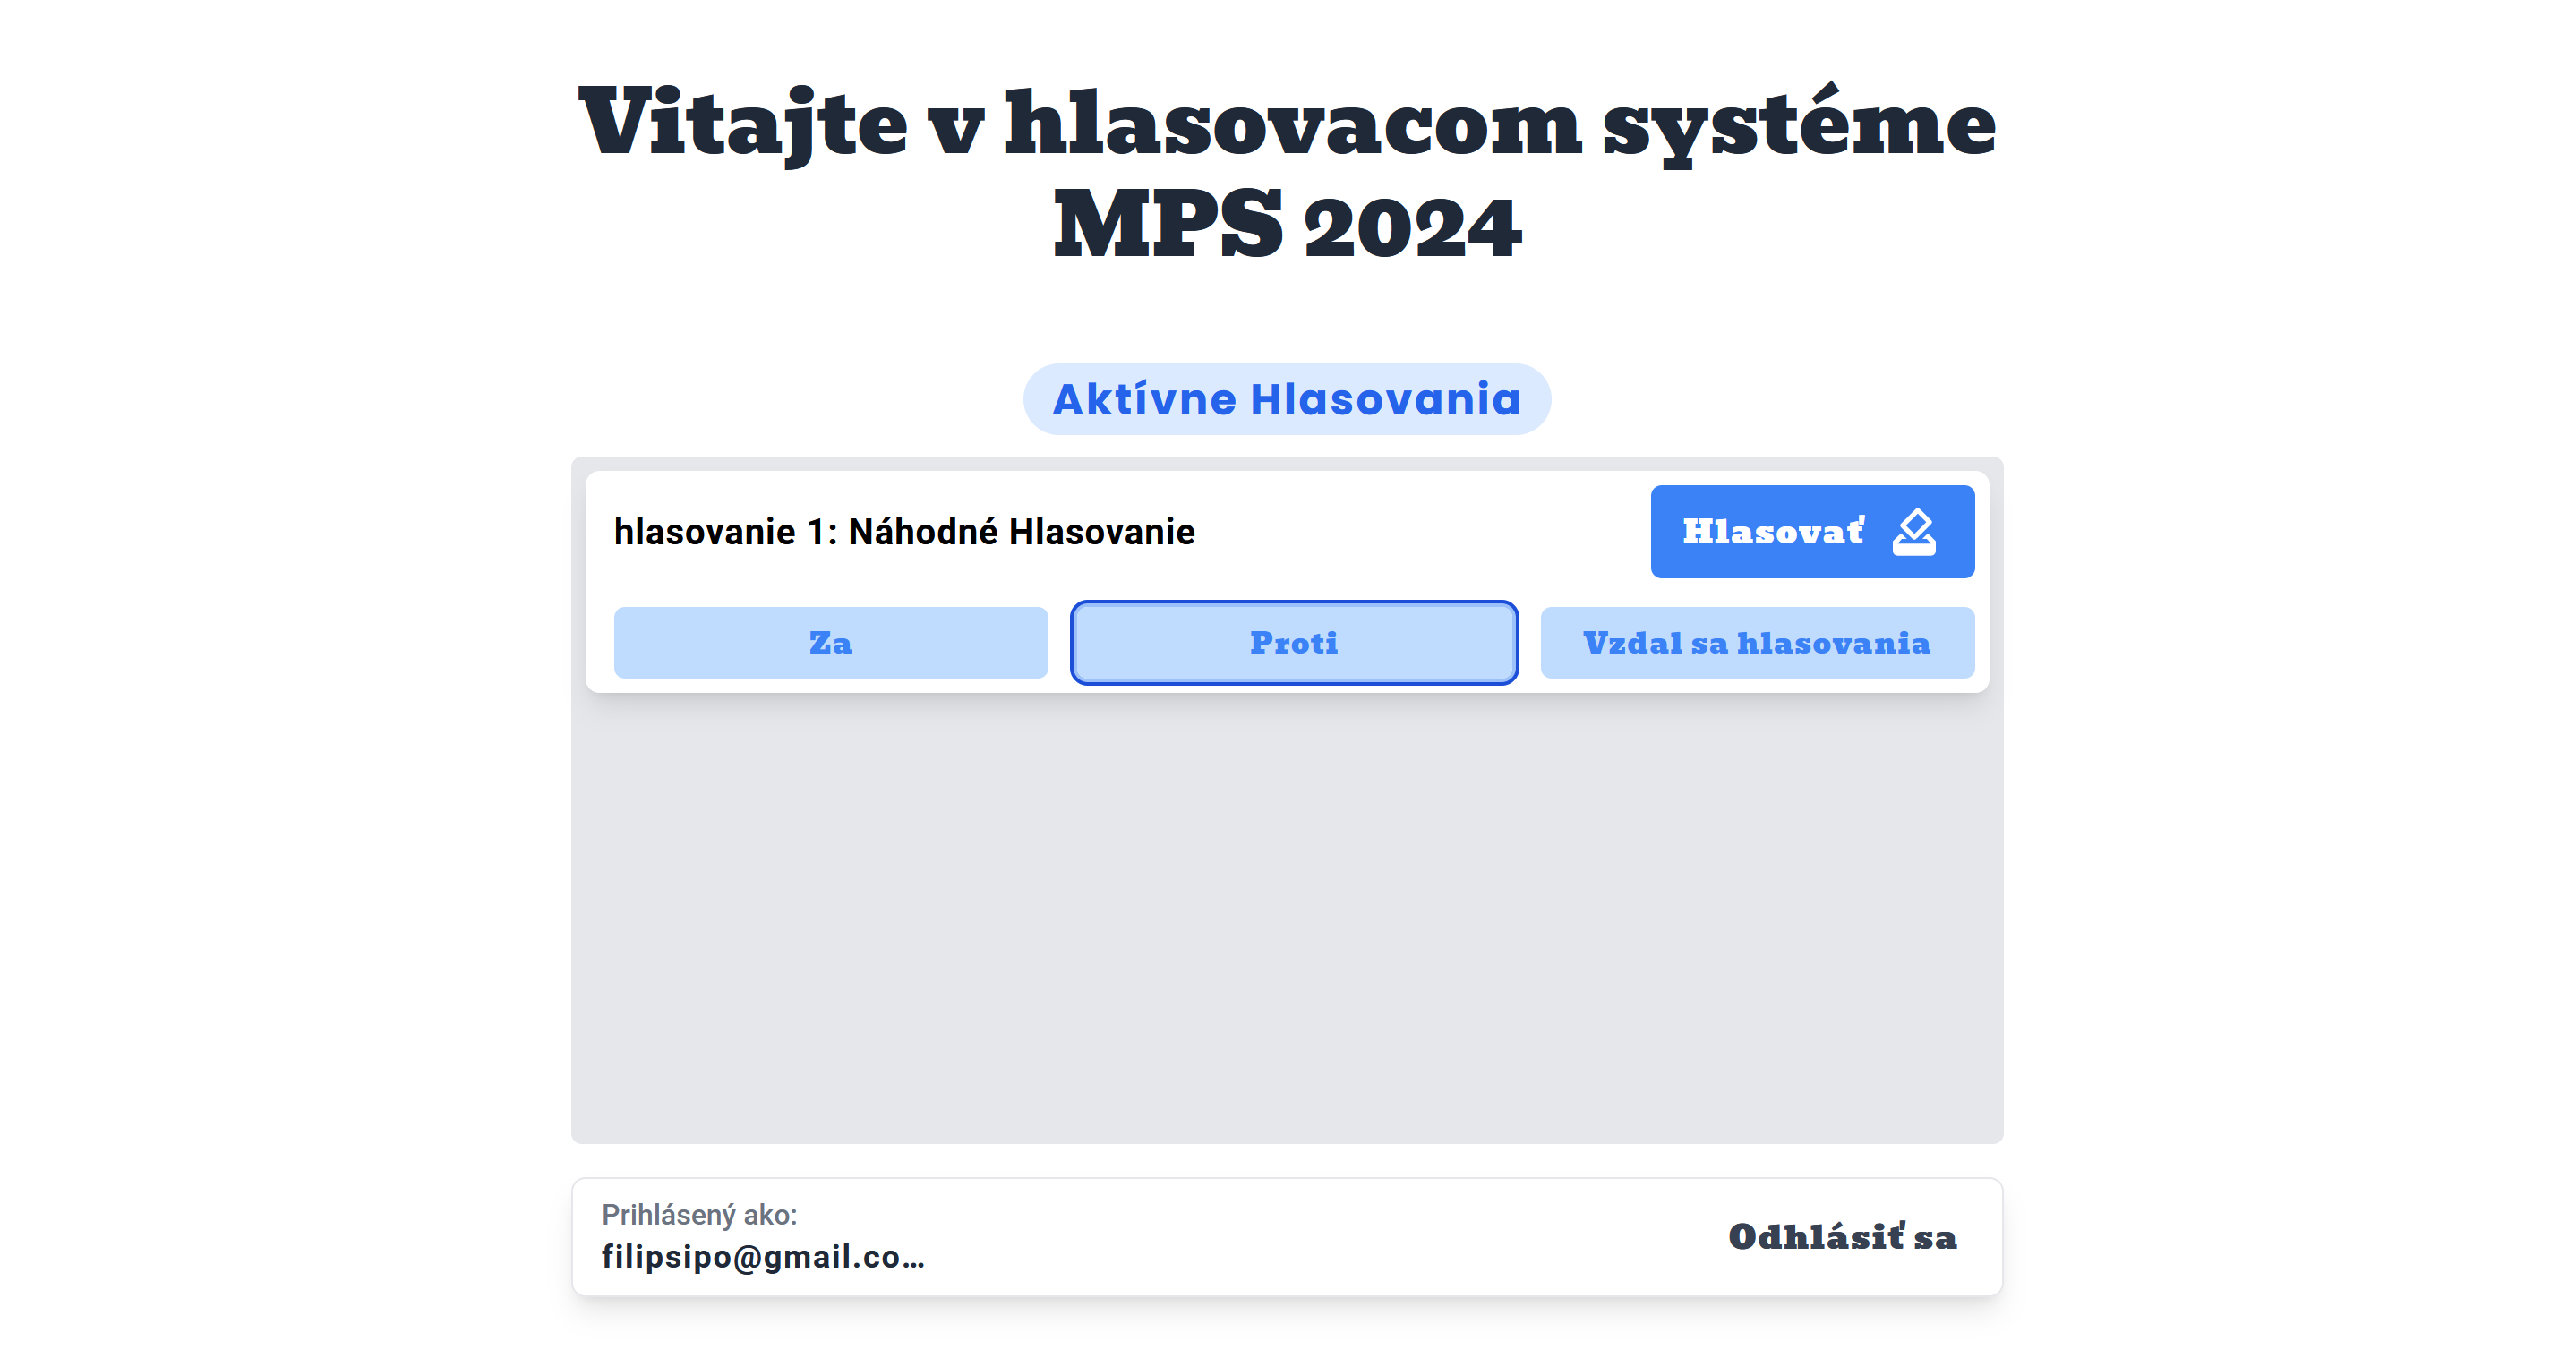 Vitajte v hlasovacom systéme
MPS 2024
Aktívne Hlasovania
hlasovanie 1: Náhodné Hlasovanie
Hlasovať
Za
Proti
Vzdal sa hlasovania
Prihlásený ako:
filipsipo@gmail.co...
Odhlásiť sa